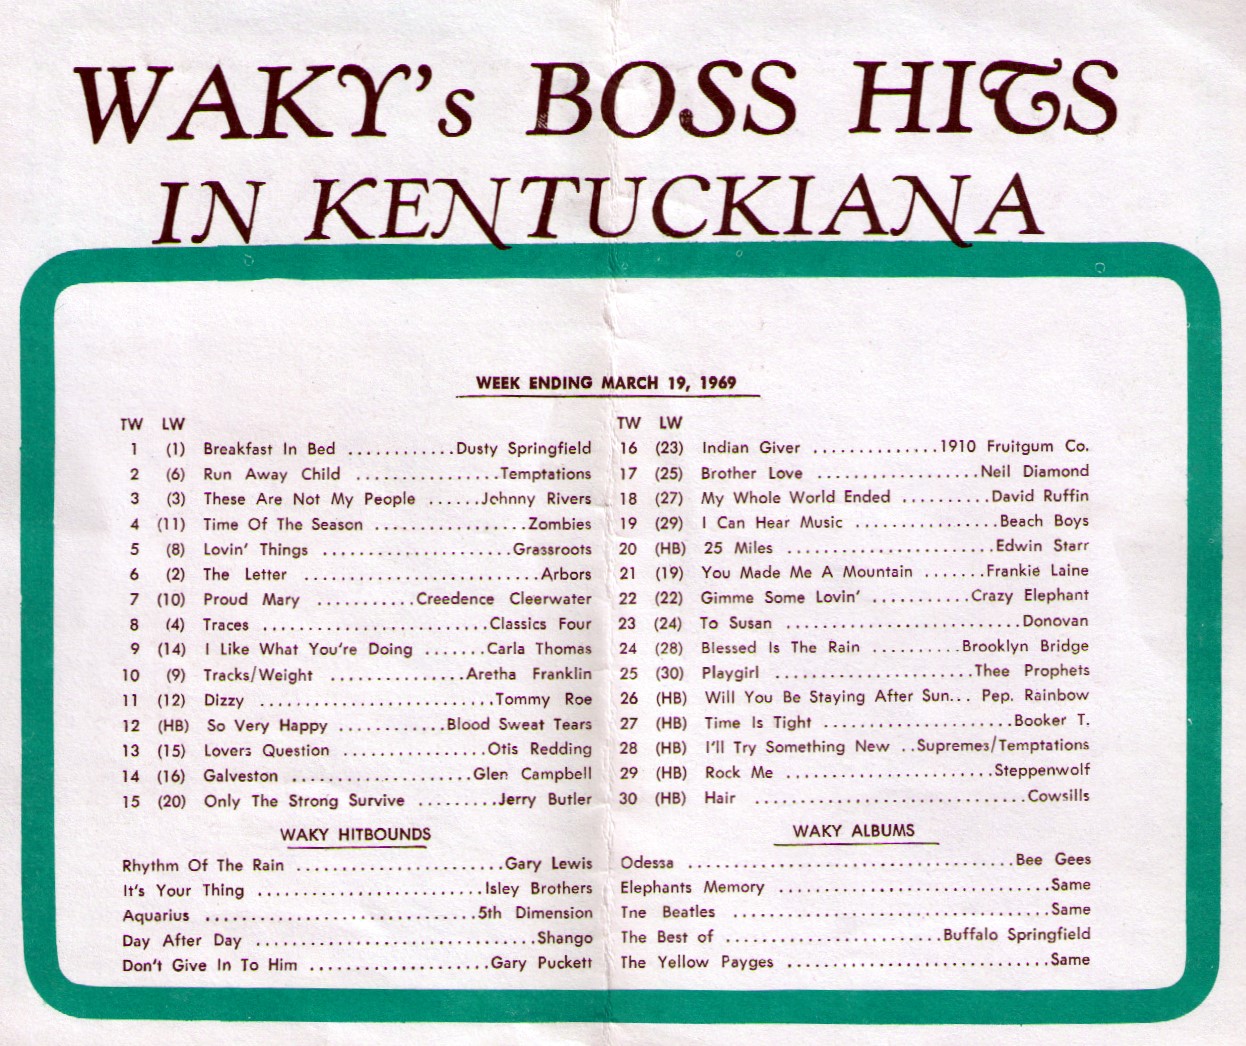 WAKY's BOSS HITS
IN KENTUCKIANA
WEEK ENDING MARCH 19, 1969
TW LW
1 (1) Breakfast In Bed ............Dusty Springfield
2 (6) Run Away Child ................Temptations
3 (3) These Are Not My People ......Johnny Rivers
4 (11) Time Of The Season .................Zombies
5 (8) Lovin' Things .....................Grassroots
6 (2) The Letter ..........................Arbors
7 (10) Proud Mary ...........Creedence Cleerwater
8 (4) Traces .........................Classics Four
9 (14) I Like What You're Doing .......Carla Thomas
10 (9) Tracks/Weight ...............Aretha Franklin
11 (12) Dizzy ..........................Tommy Roe
12 (HB) So Very Happy ............Blood Sweat Tears
13 (15) Lovers Question ................Otis Redding
14 (16) Galveston ....................Glen Campbell
15 (20) Only The Strong Survive .........Jerry Butler
WAKY HITBOUNDS
Rhythm Of The Rain .......................Gary Lewis
It's Your Thing .........................Isley Brothers
Aquarius ..............................5th Dimension
Day After Day ...............................Shango
Don't Give In To Him ....................Gary Puckett
TW LW
16 (23) Indian Giver ..............1910 Fruitgum Co.
17 (25) Brother Love ....................Neil Diamond
18 (27) My Whole World Ended ..........David Ruffin
19 (29) I Can Hear Music ................Beach Boys
20 (HB) 25 Miles .......................Edwin Starr
21 (19) You Made Me A Mountain .......Frankie Laine
22 (22) Gimme Some Lovin' ...........Crazy Elephant
23 (24) To Susan ..........................Donovan
24 (28) Blessed Is The Rain ..........Brooklyn Bridge
25 (30) Playgirl ......................Thee Prophets
26 (HB) Will You Be Staying After Sun... Pep. Rainbow
27 (HB) Time Is Tight .....................Booker T.
28 (HB) I'll Try Something New ..Supremes/Temptations
29 (HB) Rock Me .......................Steppenwolf
30 (HB) Hair ..............................Cowsills
WAKY ALBUMS
Odessa ....................................Bee Gees
Elephants Memory ..............................Same
Tne Beatles ...................................Same
The Best of ........................Buffalo Springfield
The Yellow Payges .............................Same